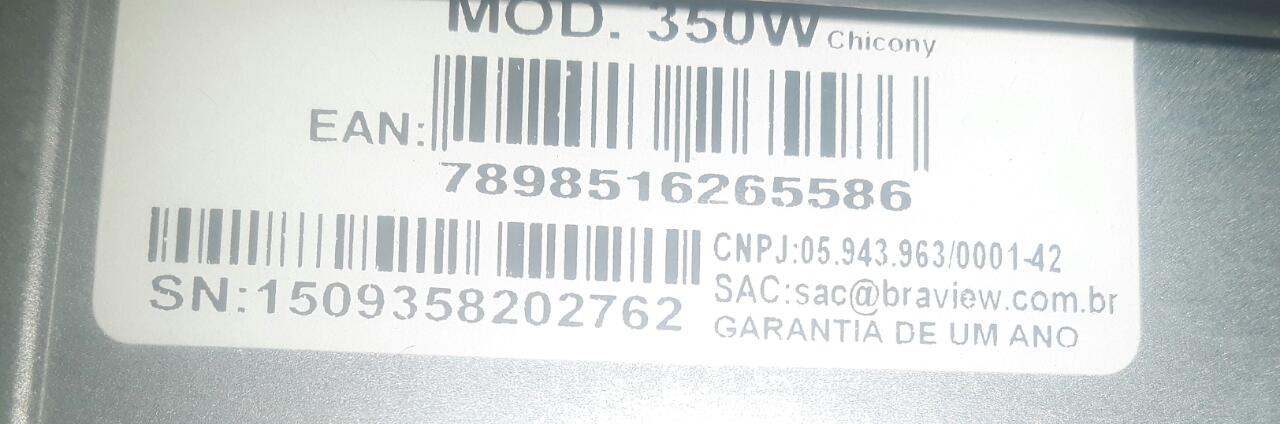 MOD. 350W Chicony
EAN:
7898516265586
CNPJ:05.943.963/0001-42
SN:1509358202762
SAC:sac@braview.com.br
GARANTIA DE UM ANO